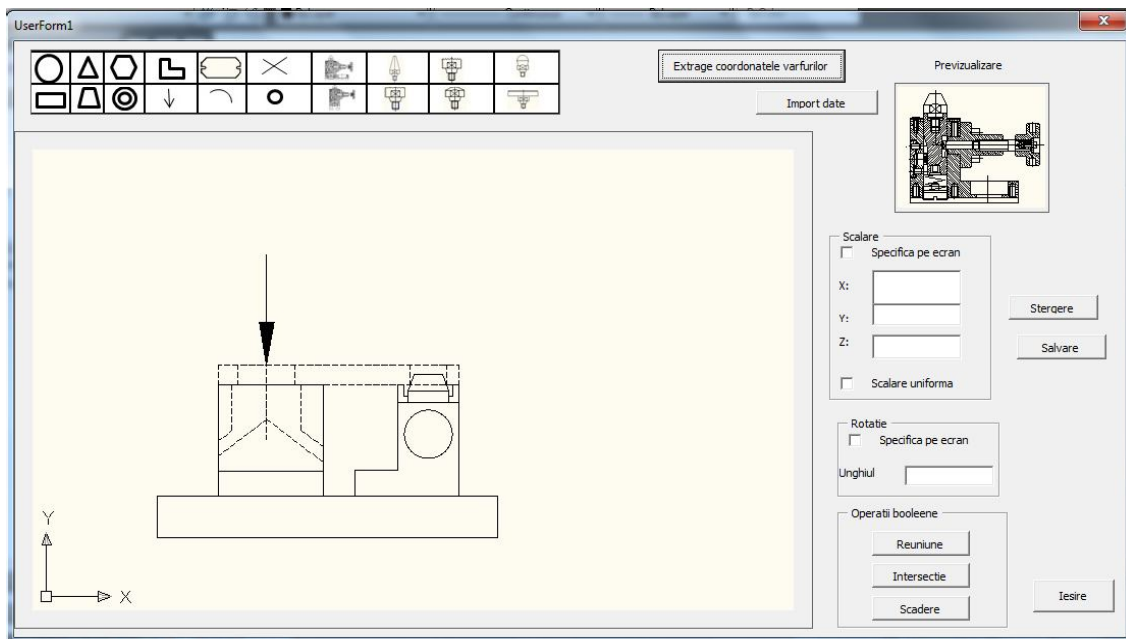 UserForm1
Extrage coordonatele varfurilor
Previzualizare
Import date
Scalare
Specifica pe ecran
X:
Y:
Z:
Stergere
Salvare
Scalare uniforma
Rotatie
Specifica pe ecran
Unghiul
Operatii booleene
Reuniune
Intersectie
Scadere
Iesire
Y
X